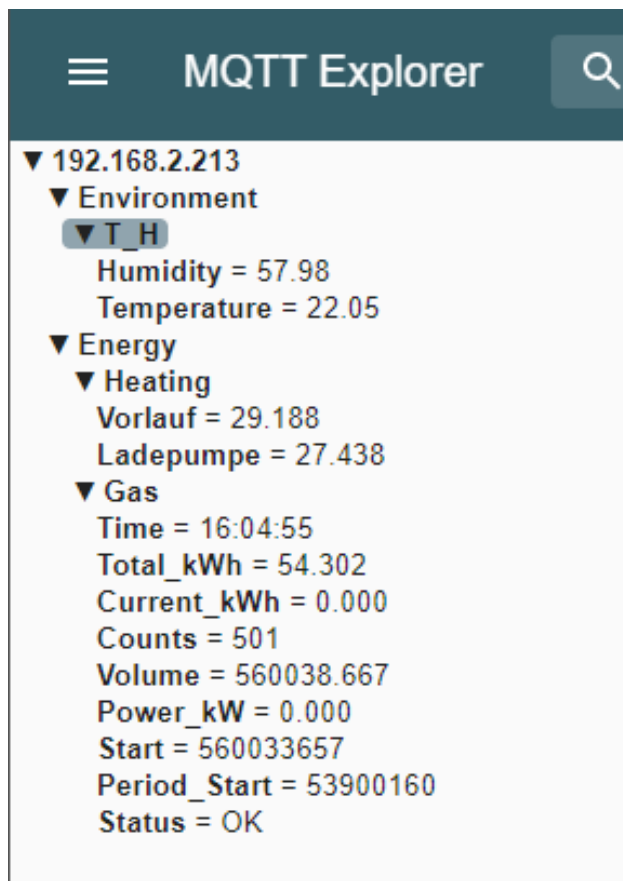 MQTT Explorer
▼ 192.168.2.213
▼ Environment
▼ T_H
Humidity = 57.98
Temperature = 22.05
▼ Energy
▼ Heating
Vorlauf = 29.188
Ladepumpe = 27.438
▼ Gas
Time = 16:04:55
Total_kWh = 54.302
Current_kWh = 0.000
Counts = 501
Volume = 560038.667
Power_kW = 0.000
Start = 560033657
Period_Start = 53900160
Status = OK